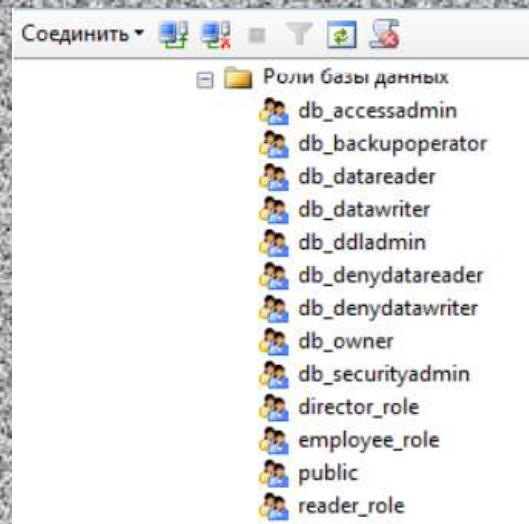 Соединить
Роли базы данных
db_accessadmin
db_backupoperator
db_datareader
db_datawriter
db_ddladmin
db_denydatareader
db_denydatawriter
db_owner
db_securityadmin
director_role
employee_role
public
reader_role